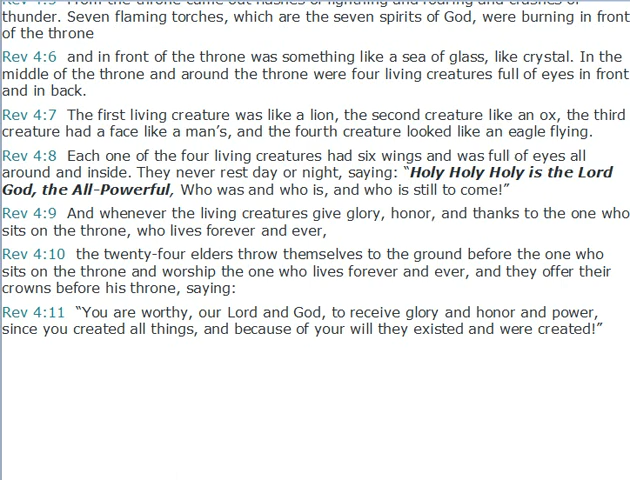 thunder. Seven flaming torches, which are the seven spirits of God, were burning in front
of the throne
Rev 4:6 and in front of the throne was something like a sea of glass, like crystal. In the
middle of the throne and around the throne were four living creatures full of eyes in front
and in back.
Rev 4:7 The first living creature was like a lion, the second creature like an ox, the third
creature had a face like a man’s, and the fourth creature looked like an eagle flying.
Rev 4:8 Each one of the four living creatures had six wings and was full of eyes all
around and inside. They never rest day or night, saying: “Holy Holy Holy is the Lord
God, the All-Powerful, Who was and who is, and who is still to come!”
Rev 4:9 And whenever the living creatures give glory, honor, and thanks to the one who
sits on the throne, who lives forever and ever,
Rev 4:10 the twenty-four elders throw themselves to the ground before the one who
sits on the throne and worship the one who lives forever and ever, and they offer their
crowns before his throne, saying:
Rev 4:11 “You are worthy, our Lord and God, to receive glory and honor and power,
since you created all things, and because of your will they existed and were created!”